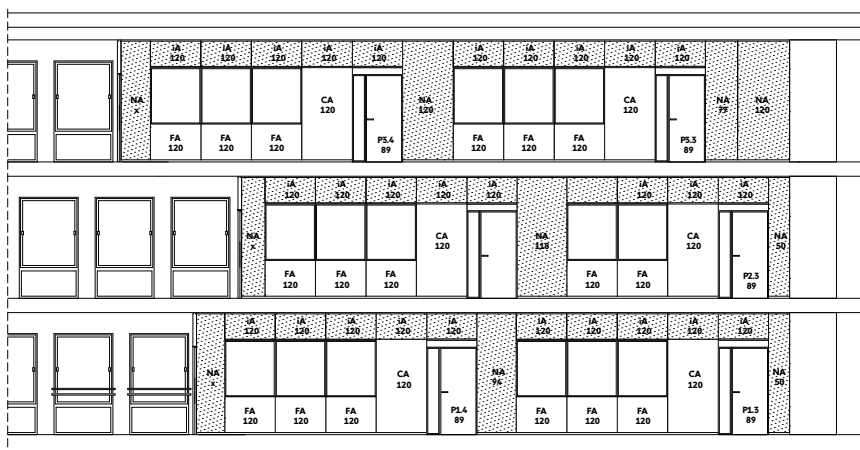 iA iA iA iA iA iA iA iA iA iA
120 120 120 120 120 120 120 120 120 120
NA CA NA CA NA NA
x 120 120 120 77 120
FA FA FA P3.4 FA FA FA P3.3
120 120 120 89 120 120 120 89
iA iA iA iA iA iA iA iA
120 120 120 120 120 120 120 120
NA CA NA CA NA
x 120 118 120 50
FA FA FA FA FA P2.3
120 120 120 120 120 89
iA iA iA iA iA iA iA iA iA iA
120 120 120 120 120 120 120 120 120 120
NA CA NA CA NA
x 120 94 120 50
FA FA FA P1.4 FA FA FA P1.3
120 120 120 89 120 120 120 89